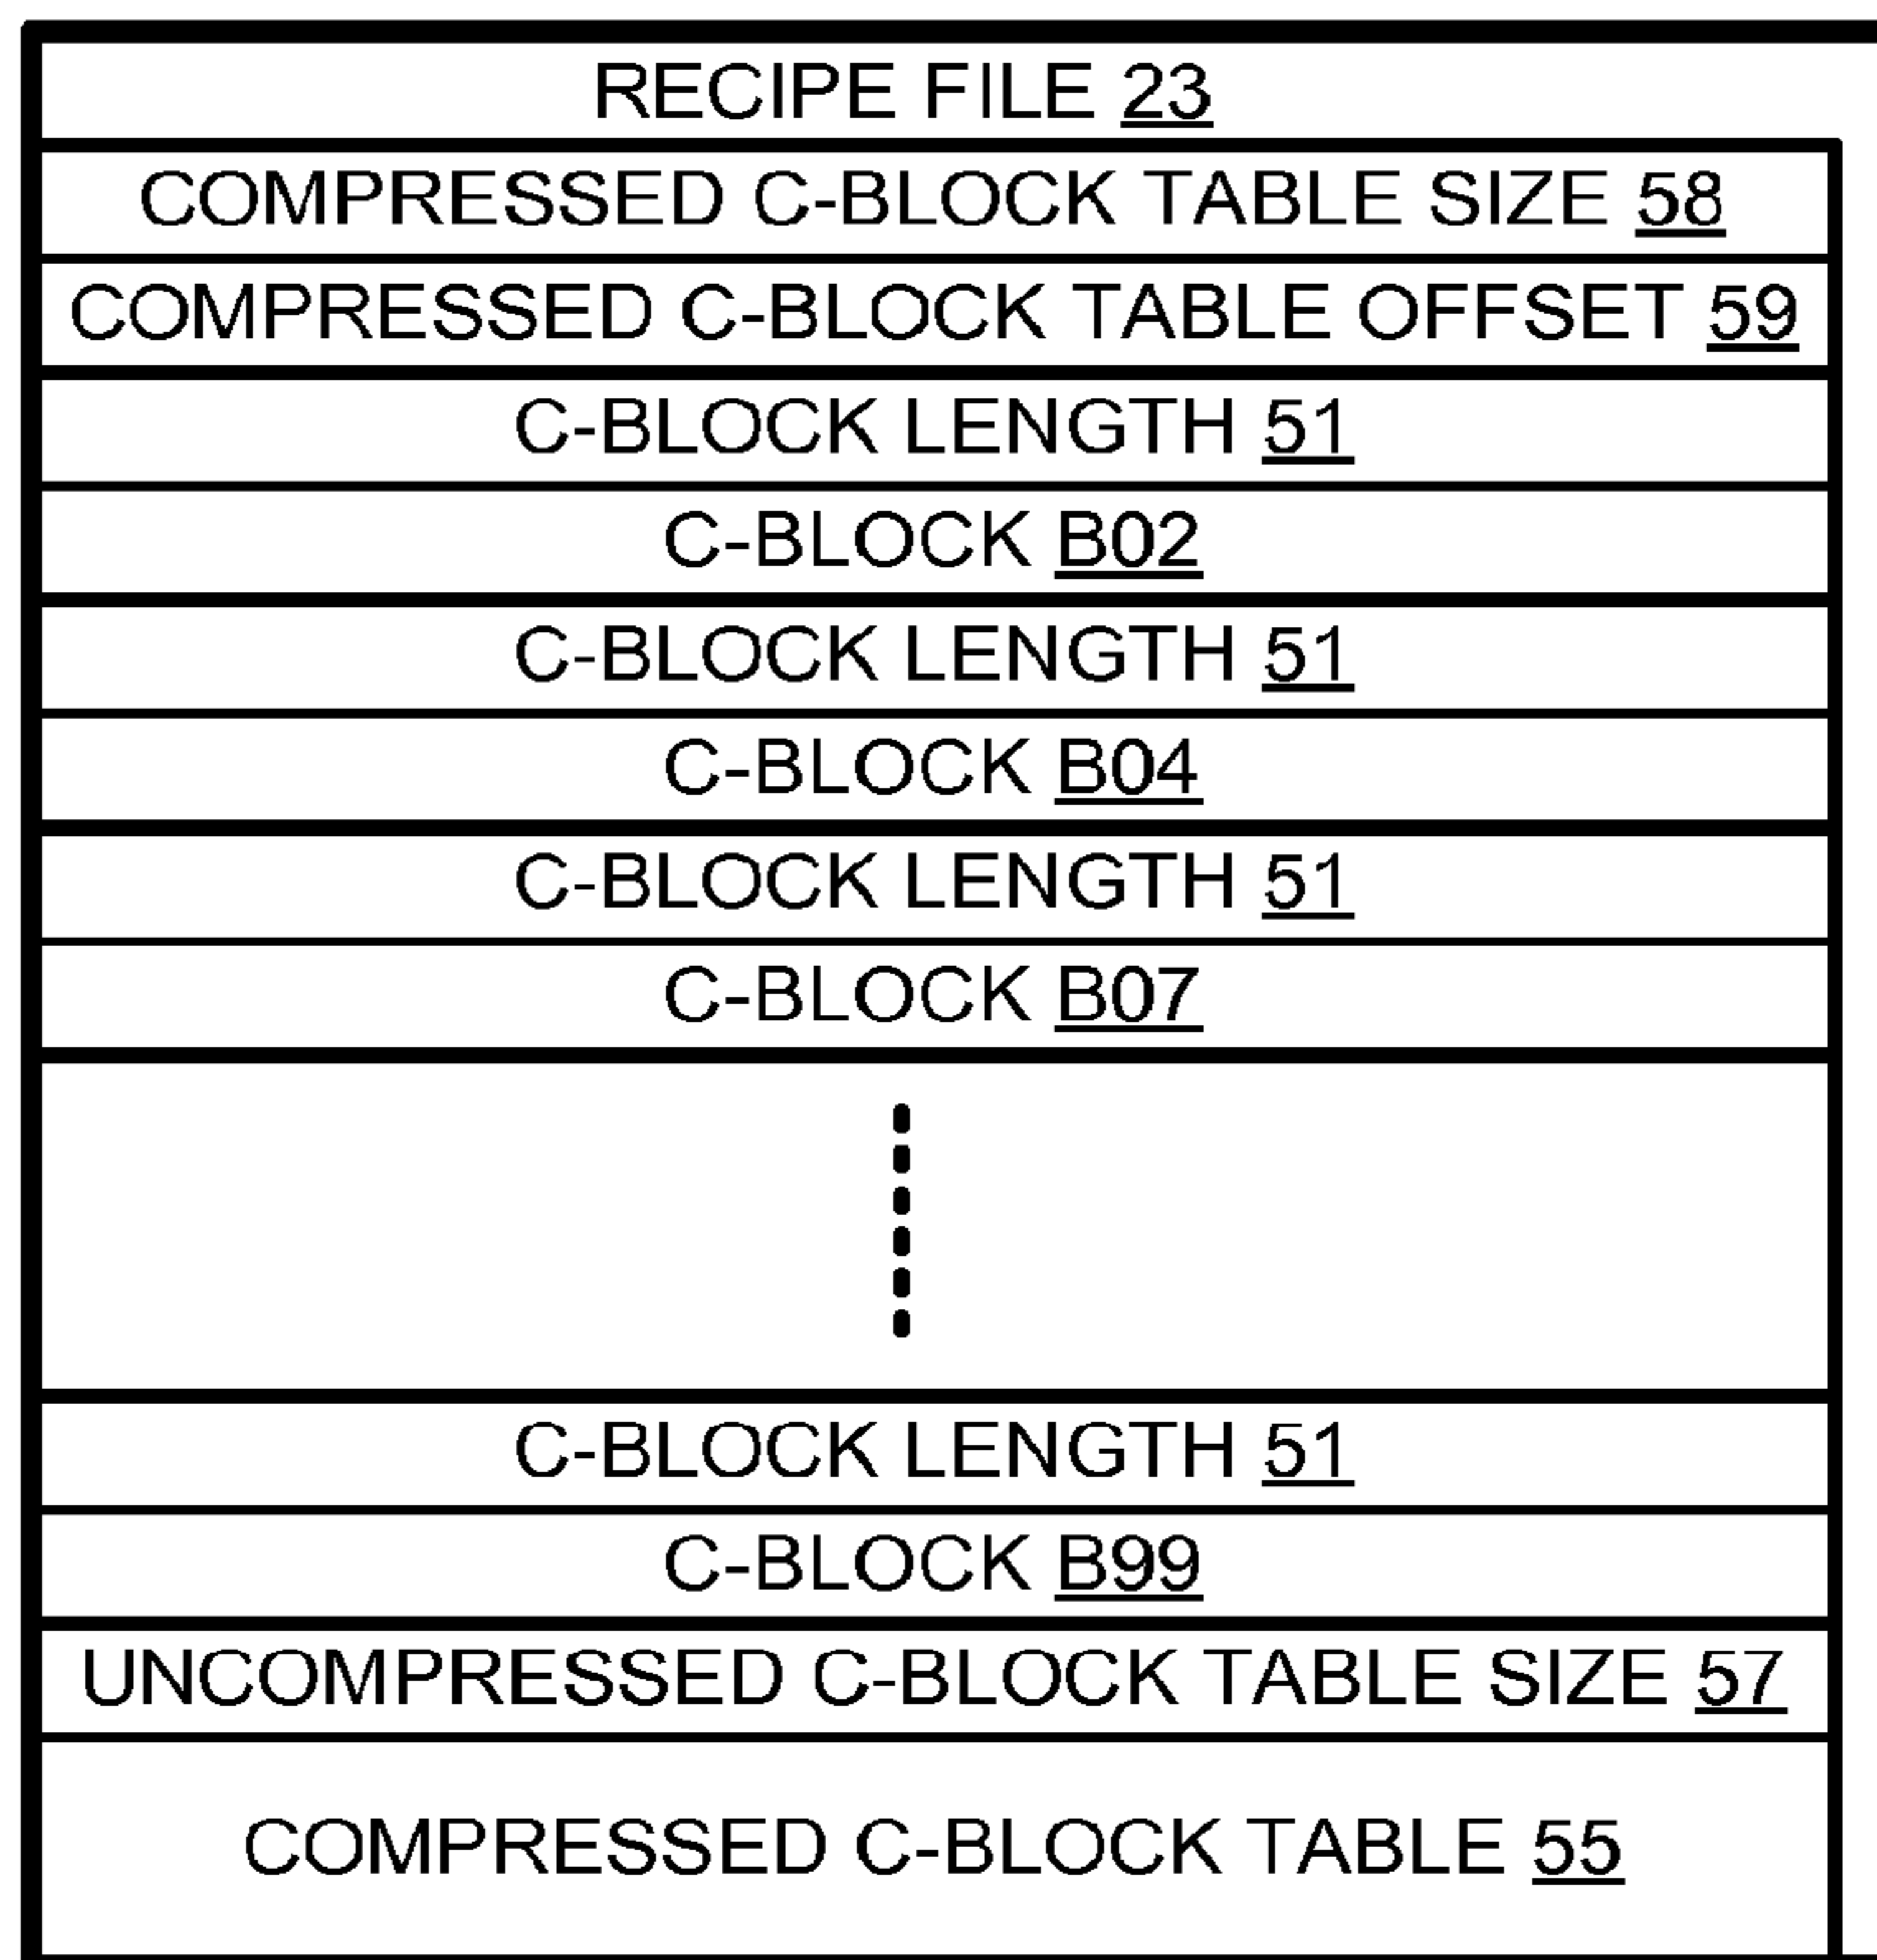 RECIPE FILE 23
COMPRESSED C-BLOCK TABLE SIZE 58
COMPRESSED C-BLOCK TABLE OFFSET 59
C-BLOCK LENGTH 51
C-BLOCK B02
C-BLOCK LENGTH 51
C-BLOCK B04
C-BLOCK LENGTH 51
C-BLOCK B07
C-BLOCK LENGTH 51
C-BLOCK B99
UNCOMPRESSED C-BLOCK TABLE SIZE 57
COMPRESSED C-BLOCK TABLE 55